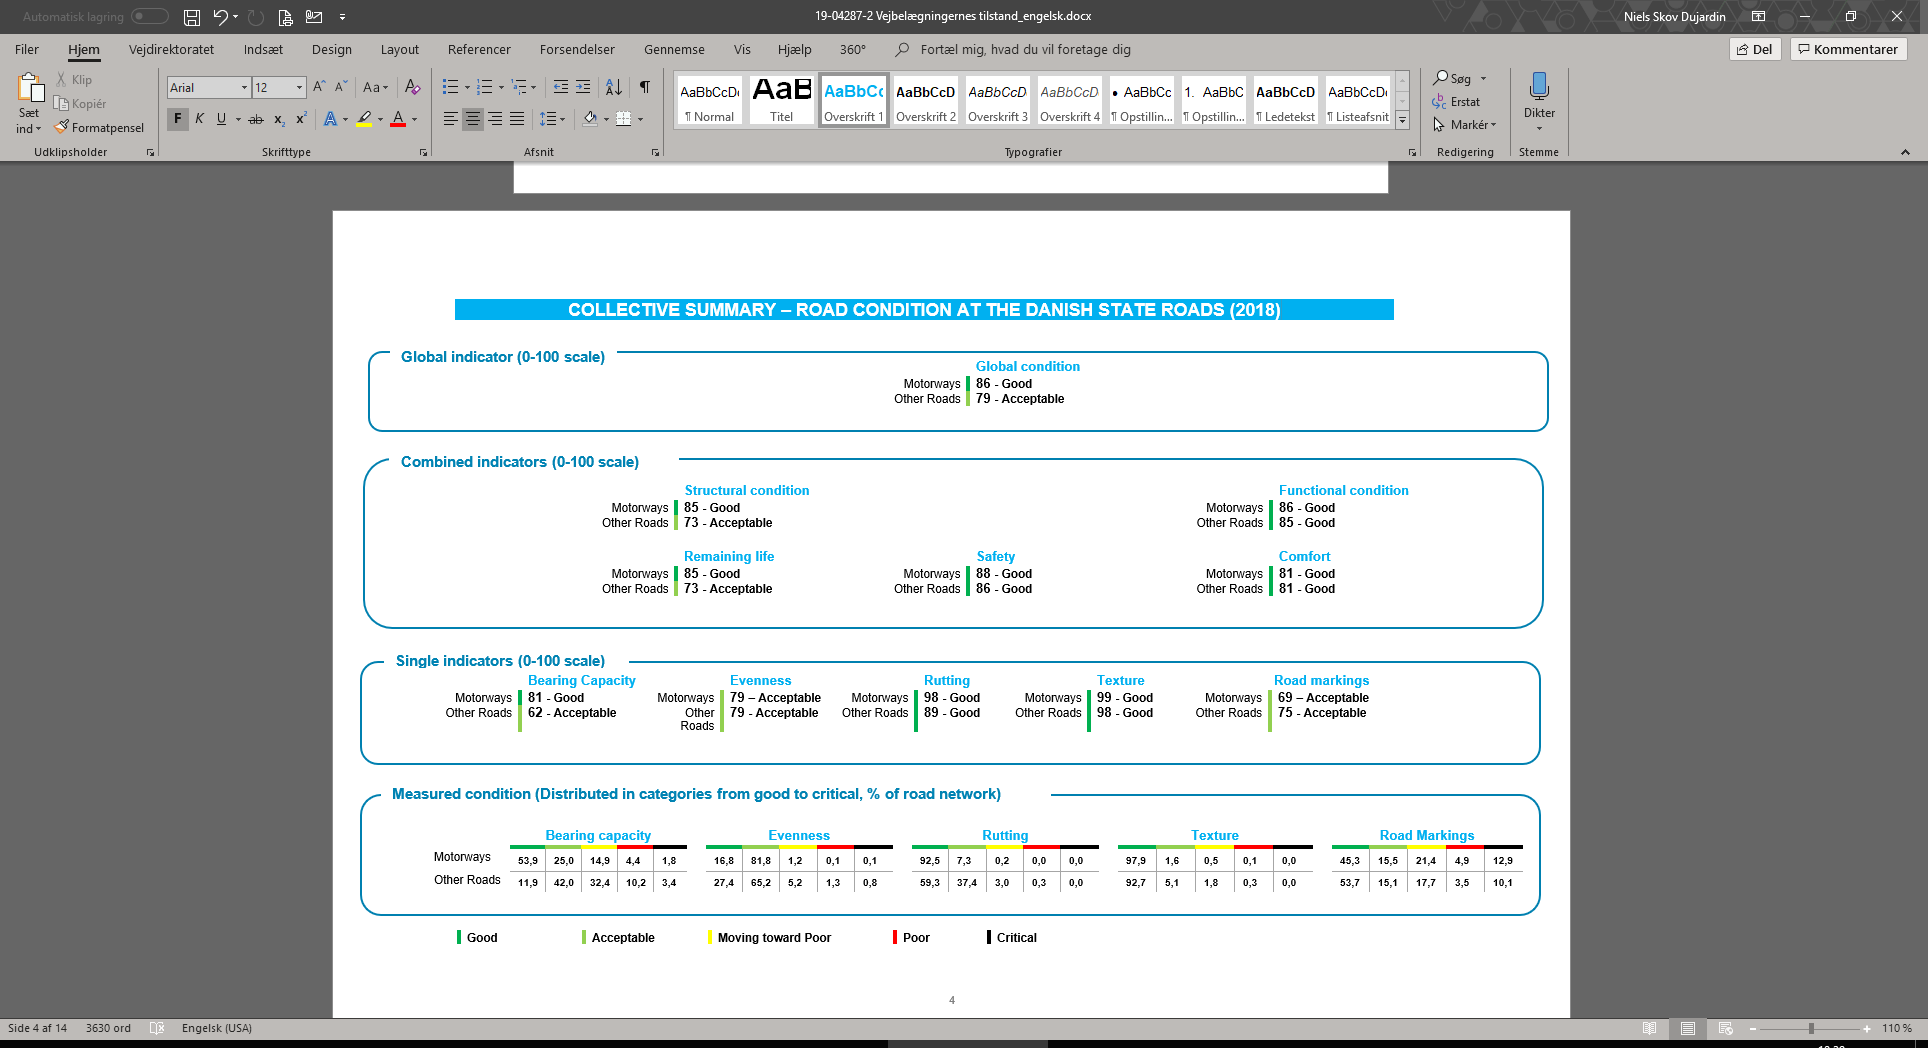 Automatisk lagring
19-04287-2 Vejbelægningernes tilstand_engelsk.docx
Niels Skov Dujardin
Filer Hjem Vejdirektoratet Indsæt Design Layout Referencer Forsendelser Gennemse Vis Hjælp 360° Fortæl mig, hvad du vil foretage dig Del Kommentarer
Sæt ind
Klip
Kopiér
Formatpensel
Udklipsholder
Arial 12
F K U ab x₂ x²
Skrifttype
Afsnit
AaBbCcD AaB AaBbCc AaBbCcD AaBbCcD AaBbCcD • AaBbCc 1. AaBbC AaBbCcD AaBbCcD
¶ Normal Titel Overskrift 1 Overskrift 2 Overskrift 3 Overskrift 4 ¶ Opstillin... ¶ Opstillin... ¶ Ledetekst ¶ Listeafsnit
Typografier
Søg
Erstat
Markér
Redigering
Dikter
Stemme
COLLECTIVE SUMMARY – ROAD CONDITION AT THE DANISH STATE ROADS (2018)
Global indicator (0-100 scale)
Global condition
Motorways 86 - Good
Other Roads 79 - Acceptable
Combined indicators (0-100 scale)
Structural condition Functional condition
Motorways 85 - Good Motorways 86 - Good
Other Roads 73 - Acceptable Other Roads 85 - Good
Remaining life Safety Comfort
Motorways 85 - Good Motorways 88 - Good Motorways 81 - Good
Other Roads 73 - Acceptable Other Roads 86 - Good Other Roads 81 - Good
Single indicators (0-100 scale)
Bearing Capacity Evenness Rutting Texture Road markings
Motorways 81 - Good Motorways 79 – Acceptable Motorways 98 - Good Motorways 99 - Good Motorways 69 – Acceptable
Other Roads 62 - Acceptable Other Roads 79 - Acceptable Other Roads 89 - Good Other Roads 98 - Good Other Roads 75 - Acceptable
Measured condition (Distributed in categories from good to critical, % of road network)
Bearing capacity Evenness Rutting Texture Road Markings
Motorways 53,9 25,0 14,9 4,4 1,8 16,8 81,8 1,2 0,1 0,1 92,5 7,3 0,2 0,0 0,0 97,9 1,6 0,5 0,1 0,0 45,3 15,5 21,4 4,9 12,9
Other Roads 11,9 42,0 32,4 10,2 3,4 27,4 65,2 5,2 1,3 0,8 59,3 37,4 3,0 0,3 0,0 92,7 5,1 1,8 0,3 0,0 53,7 15,1 17,7 3,5 10,1
Good Acceptable Moving toward Poor Poor Critical
4
Side 4 af 14 3630 ord Engelsk (USA) 110 %